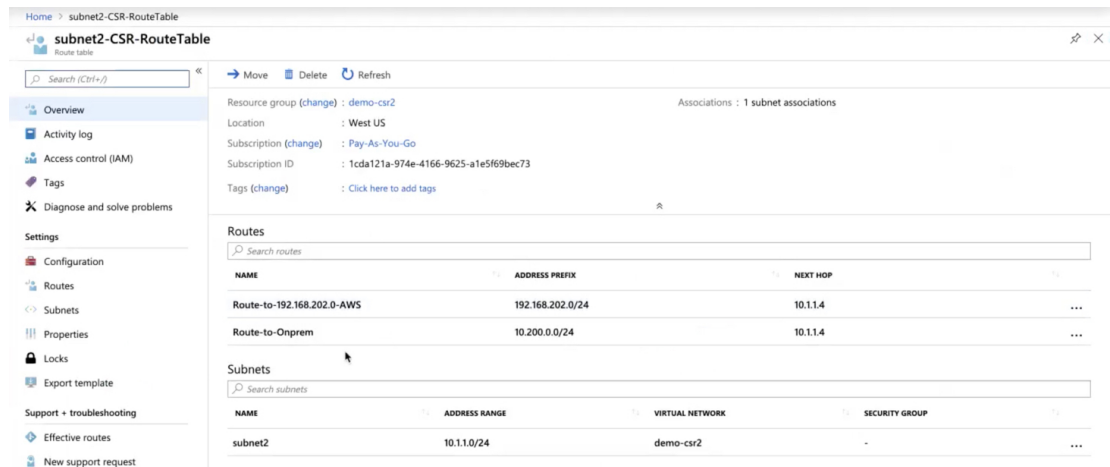 Home > subnet2-CSR-RouteTable
subnet2-CSR-RouteTable
Route table
Search (Ctrl+/)
«
Overview
Activity log
Access control (IAM)
Tags
Diagnose and solve problems
Settings
Configuration
Routes
Subnets
Properties
Locks
Export template
Support + troubleshooting
Effective routes
New support request
Move Delete Refresh
Resource group (change) : demo-csr2 Associations : 1 subnet associations
Location : West US
Subscription (change) : Pay-As-You-Go
Subscription ID : 1cda121a-974e-4166-9625-a1e5f69bec73
Tags (change) : Click here to add tags
Routes
Search routes
NAME ADDRESS PREFIX NEXT HOP
Route-to-192.168.202.0-AWS 192.168.202.0/24 10.1.1.4 ...
Route-to-Onprem 10.200.0.0/24 10.1.1.4 ...
Subnets
Search subnets
NAME ADDRESS RANGE VIRTUAL NETWORK SECURITY GROUP
subnet2 10.1.1.0/24 demo-csr2 - ...